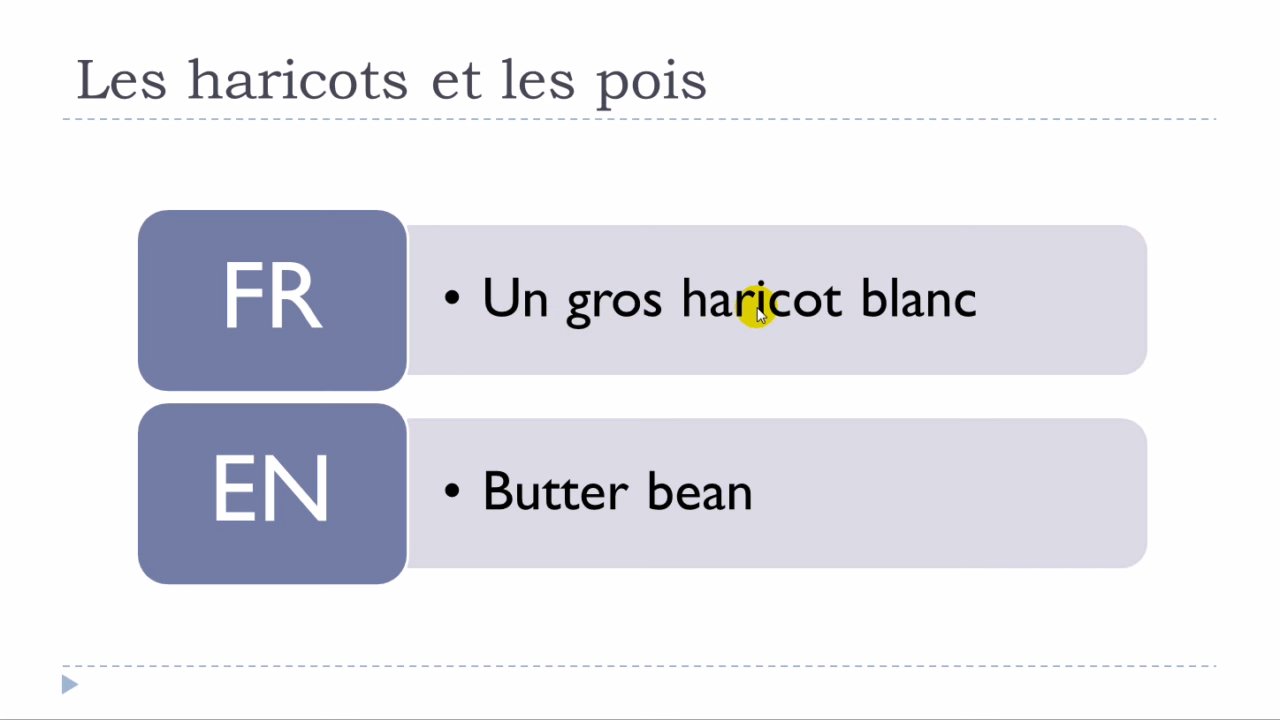 Les haricots et les pois
FR
• Un gros haricot blanc
EN
• Butter bean